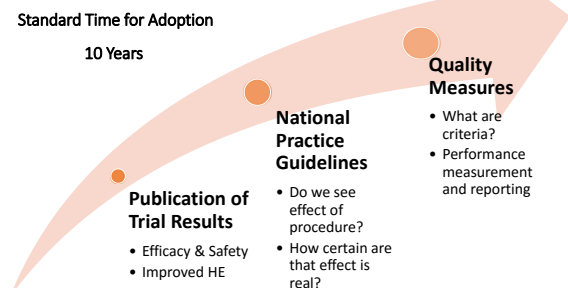 Standard Time for Adoption
10 Years
Publication of
Trial Results
• Efficacy & Safety
• Improved HE
National
Practice
Guidelines
• Do we see
effect of
procedure?
• How certain are
that effect is
real?
Quality
Measures
• What are
criteria?
• Performance
measurement
and reporting